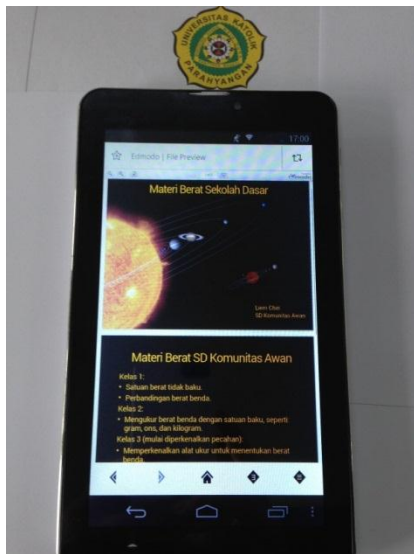 UNIVERSITAS KATOLIK
PARAHYANGAN
17:00
Edmodo | File Preview
Materi Berat Sekolah Dasar
SD Komunitas Awan
Materi Berat SD Komunitas Awan
Kelas 1:
• Satuan berat tidak baku.
• Perbandingan berat benda.
Kelas 2:
• Mengukur berat benda dengan satuan baku, seperti
gram, ons, dan kilogram.
Kelas 3 (mulai diperkenalkan pecahan)
• Memperkenalkan alat ukur untuk menentukan berat
benda.